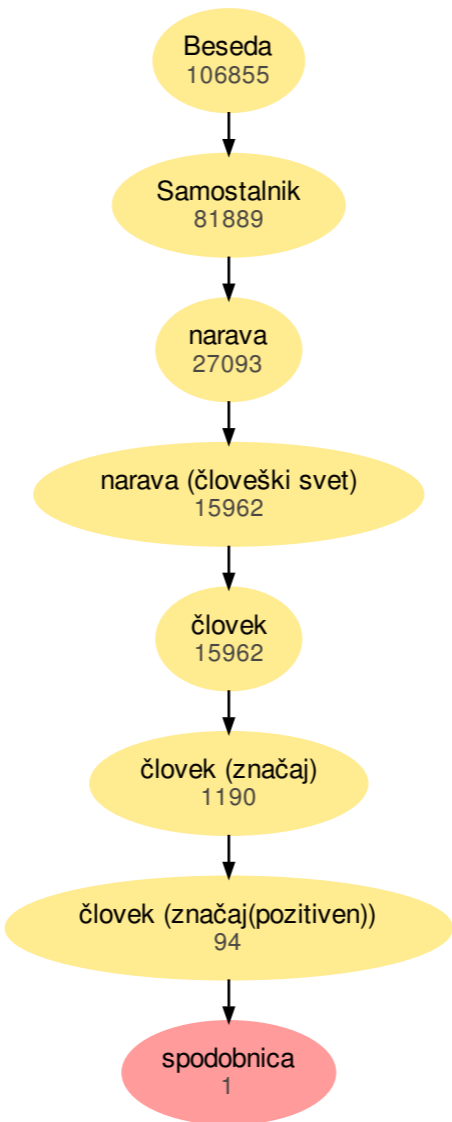 Beseda
106855
Samostalnik
81889
narava
27093
narava (človeški svet)
15962
človek
15962
človek (značaj)
1190
človek (značaj(pozitiven))
94
spodobnica
1